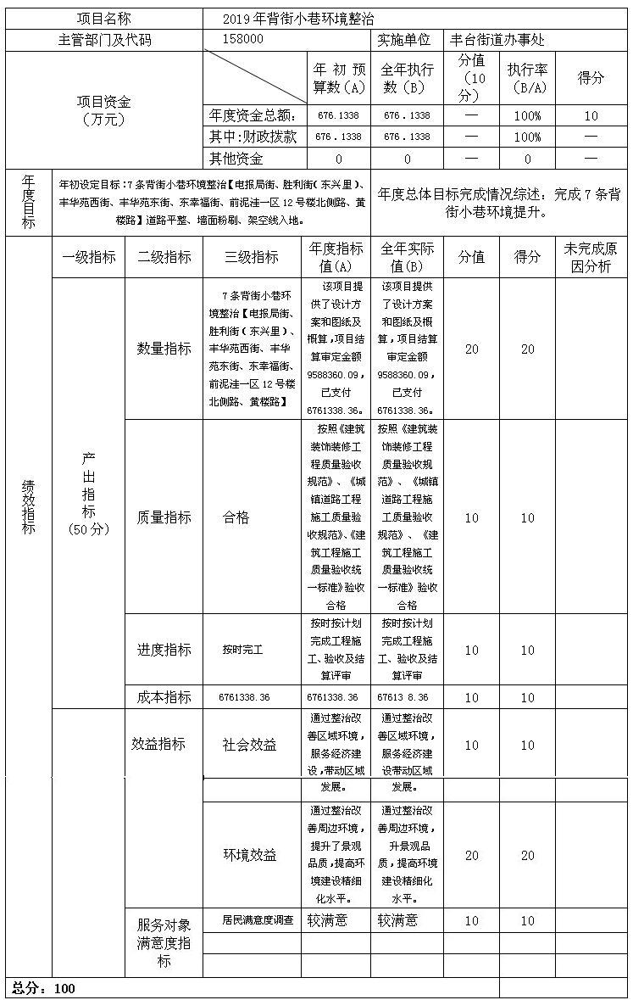 项目名称 2019年背街小巷环境整治
主管部门及代码 158000 实施单位 丰台街道办事处
项目资金
（万元）
年 初 预
算数（A）
全年执行
数（B）
分值
（10
分）
执行率
（B/A）
得分
年度资金总额： 676.1338 676.1338 — 100% 10
其中:财政拨款 676.1338 676.1338 — 100% —
其他资金 0 0 — 0 —
年度目标
年初设定目标:7条背街小巷环境整治【电报局街、胜利街(东兴里)、
丰华苑西街、丰华苑东街、东幸福街、前泥洼一区12号楼北侧路、黄
楼路】道路平整、墙面粉刷、架空线入地。
年度总体目标完成情况综述：完成7条背
街小巷环境提升。
绩效指标
一级指标 二级指标 三级指标
年度指标
值(A)
全年实际
值(B)
分值 得分
未完成原
因分析
产
出
指
标
(50分)
数量指标
7条背街小巷环
境整治【电报局街、
胜利街(东兴里)、
丰华苑西街、丰华
苑东街、东幸福街、
前泥洼一区12号楼
北侧路、黄楼路】
该项目提
供了设计方
案和图纸及
概算,项目结
算审定金额
9588360.09，
已支付
6761338.36。
该项目提供
了设计方案
和图纸及概
算,项目结算
审定金额
9588360.09，
已支付
6761338.36。
20 20
质量指标 合格
按照《建筑
装饰装修工
程质量验收
规范》、《城
镇道路工程
施工质量验
收规范》、《建
筑工程施工
质量验收统
一标准》验收
合格
按照《建筑装
饰装修工程
质量验收规
范》、《城镇
道路工程施
工质量验收
规范》、《建
筑工程施工
质量验收统
一标准》验收
合格
10 10
进度指标 按时完工
按时按计划
完成工程施
工、验收及结
算评审
按时按计划
完成工程施
工、验收及结
算评审
10 10
成本指标 6761338.36 6761338.36 67613 8.36 10 10
效益指标 社会效益
通过整治改
善区域环境,
服务经济建
设,带动区域
发展。
通过整治改
善区域环境,
服务经济建
设带动区域
发展。
10 10
环境效益
通过整治改
善周边环境,
提升了景观
品质,提高环
境建设精细
化水平。
通过整治改
善周边环境,
升景观品
质,提高环境
建设精细化
水平。
20 20
服务对象
满意度指
标
居民满意度调查 较满意 较满意 10 10
总分：100